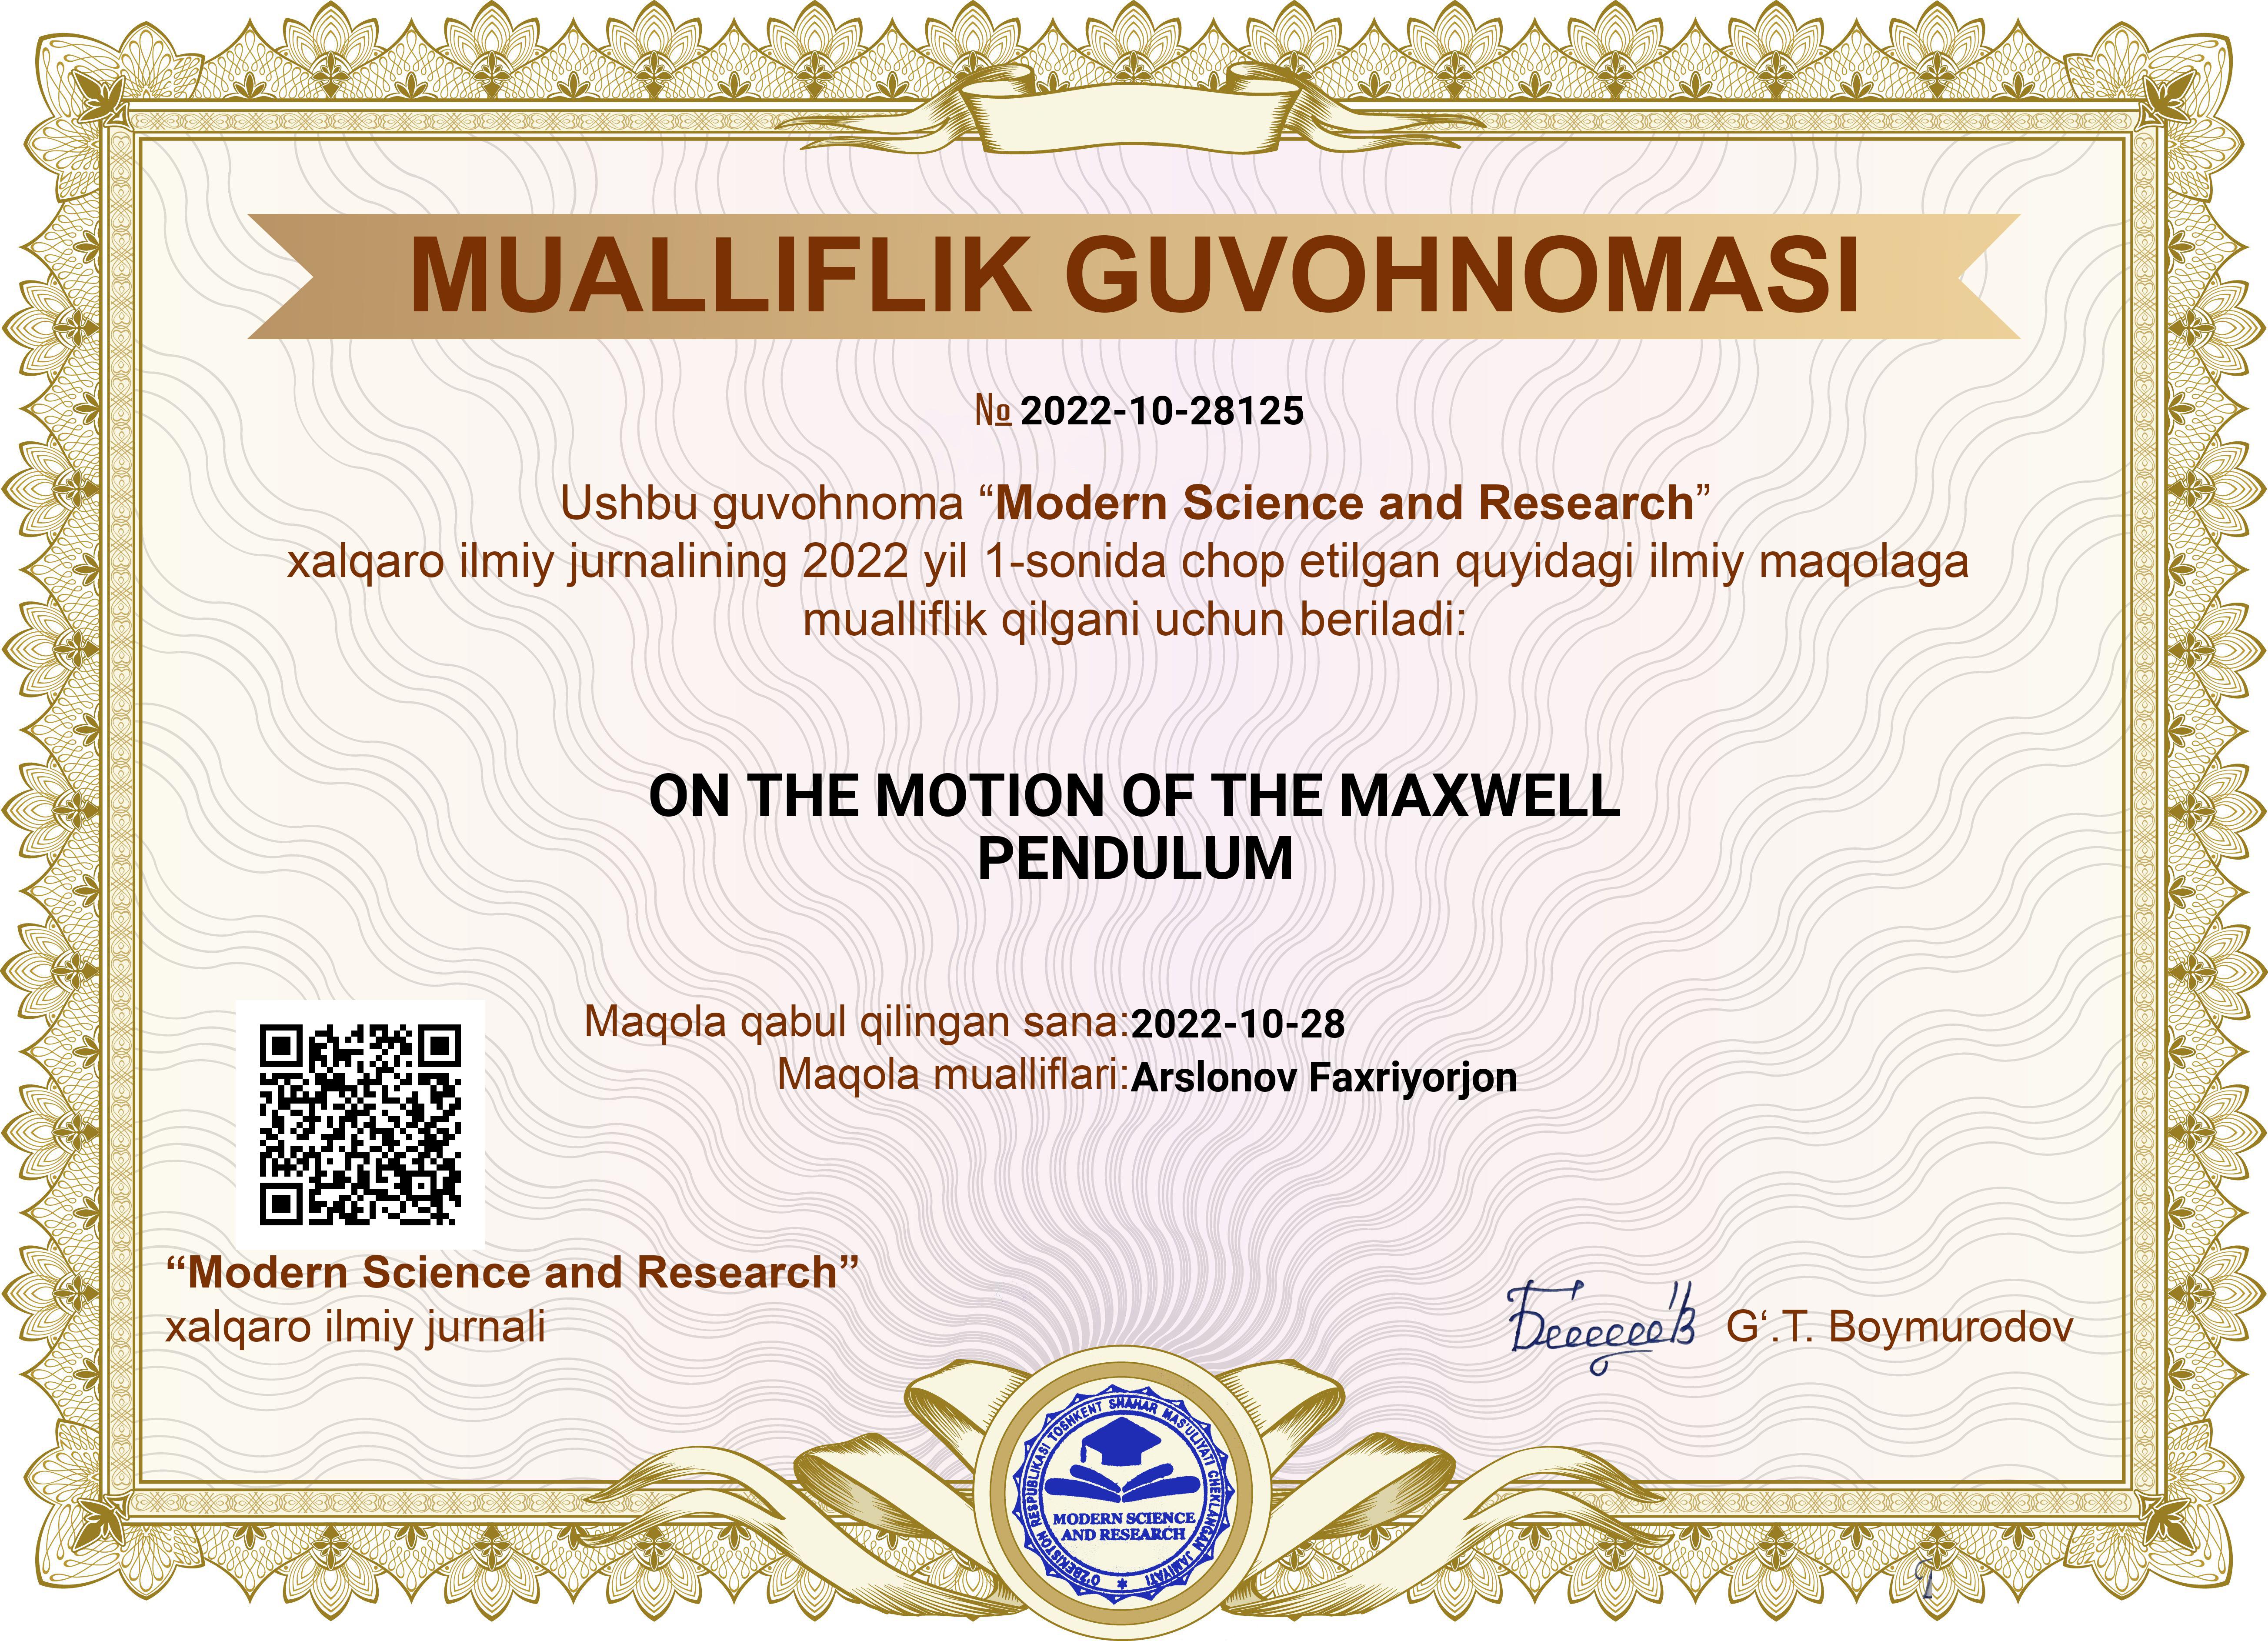 MUALLIFLIK GUVOHNOMASI
№ 2022-10-28125
Ushbu guvohnoma “Modern Science and Research”
xalqaro ilmiy jurnalining 2022 yil 1-sonida chop etilgan quyidagi ilmiy maqolaga
mualliflik qilgani uchun beriladi:
ON THE MOTION OF THE MAXWELL
PENDULUM
Maqola qabul qilingan sana:2022-10-28
Maqola mualliflari:Arslonov Faxriyorjon
“Modern Science and Research”
xalqaro ilmiy jurnali
G‘.T. Boymurodov
O'ZBEKISTON RESPUBLIKASI TOSHKENT SHAHAR MAS'ULIYATI CHEKLANGAN JAMIYATI
MODERN SCIENCE
AND RESEARCH